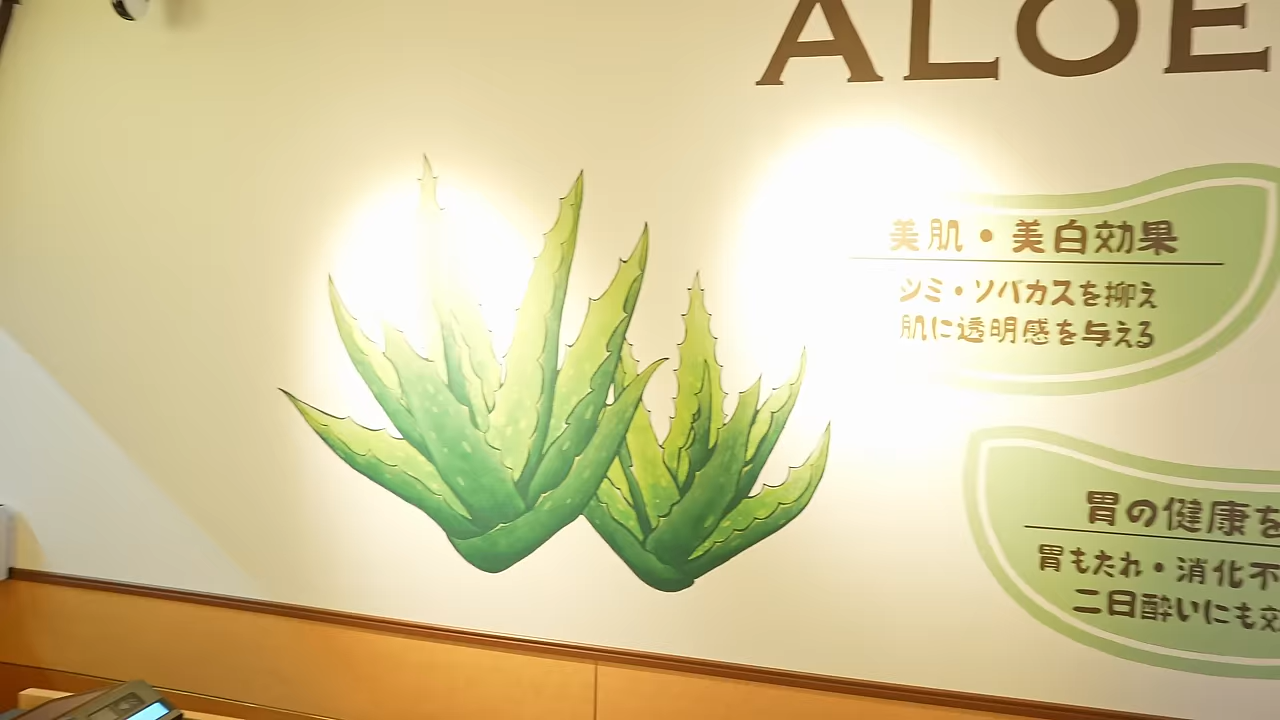 ALOE
美肌・美白効果
シミ・ソバカスを抑え
肌に透明感を与える
胃の健康を
胃もたれ・消化不
二日酔いにも効